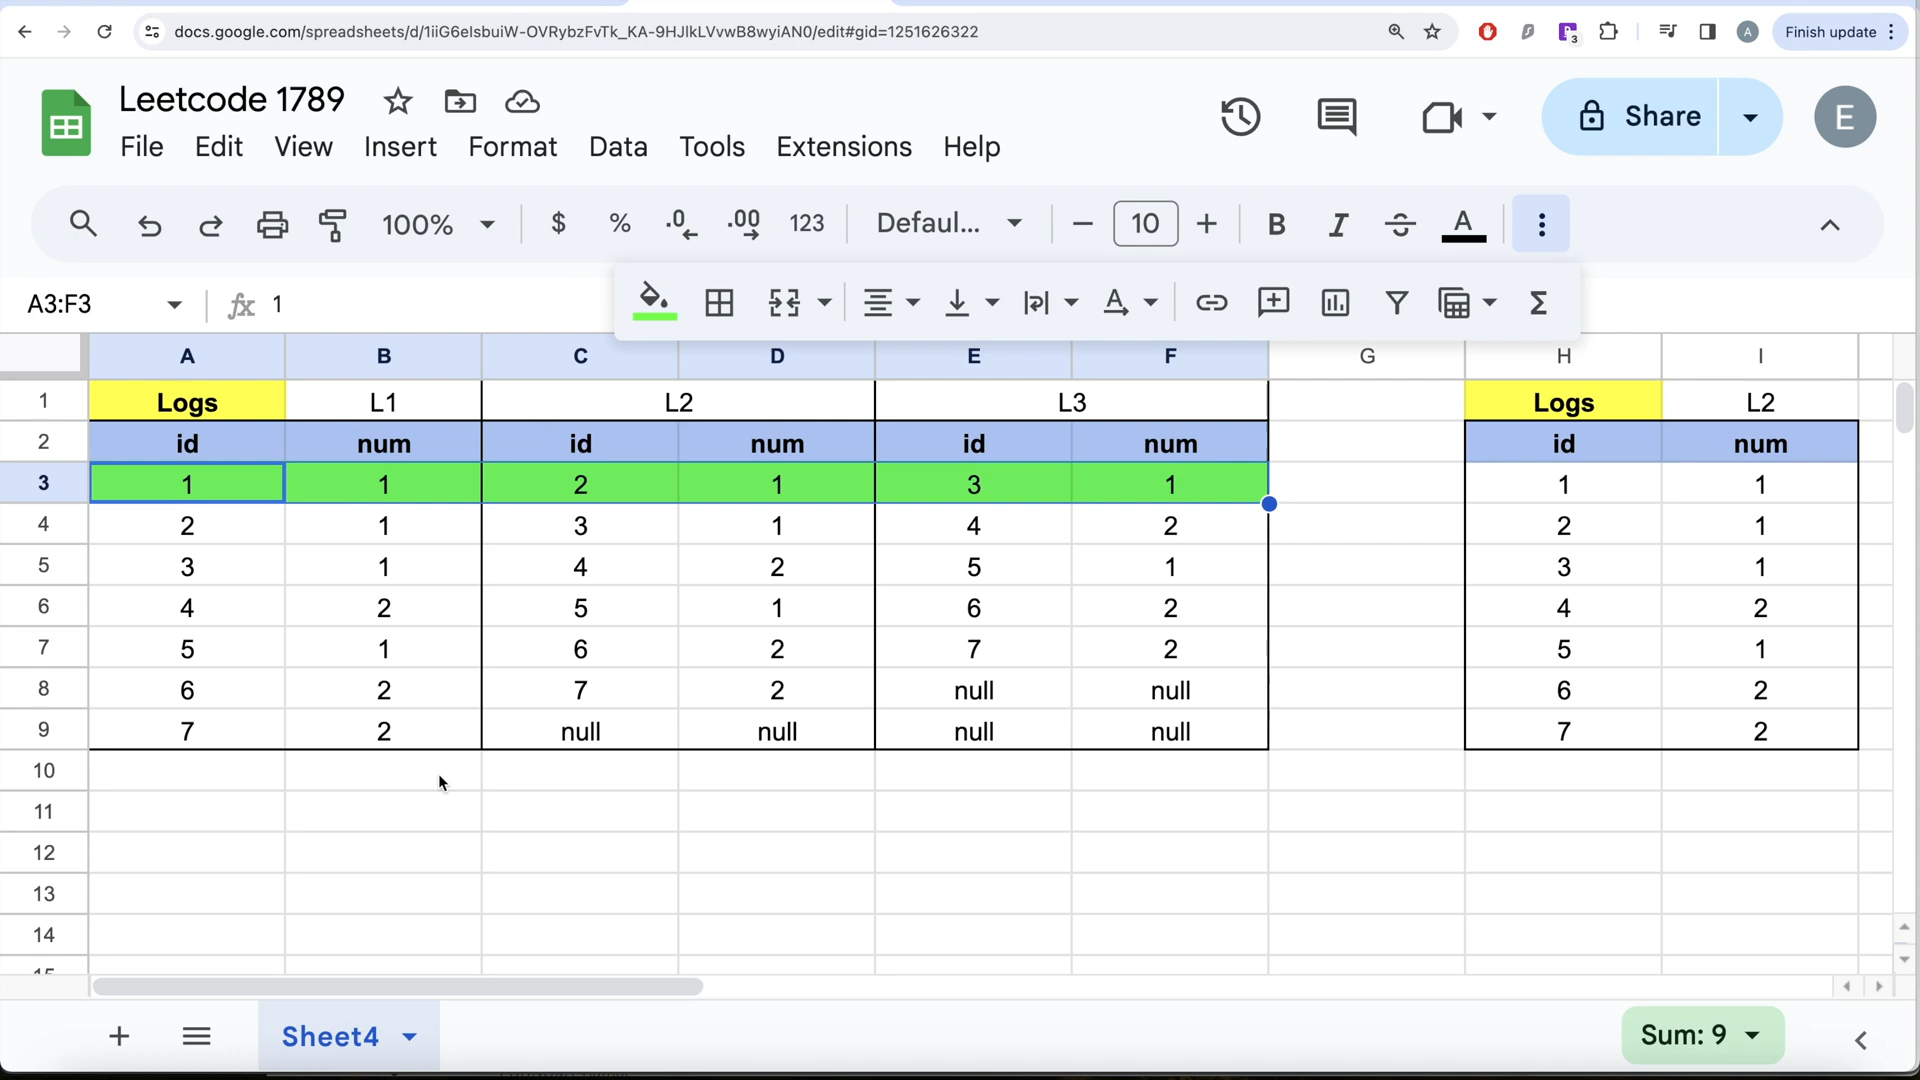 docs.google.com/spreadsheets/d/1iiG6eIsbuiW-OVRybzFvTk_KA-9HJlkLVvwB8wyiAN0/edit#gid=1251626322
3
A
Finish update
Leetcode 1789
File Edit View Insert Format Data Tools Extensions Help
Share
E
100% $ % .0 .00 123 Defaul... 10 B I A
A3:F3 fx 1
A B C D E F G H I
1 Logs L1 L2 L3 Logs L2
2 id num id num id num id num
3 1 1 2 1 3 1 1 1
4 2 1 3 1 4 2 2 1
5 3 1 4 2 5 1 3 1
6 4 2 5 1 6 2 4 2
7 5 1 6 2 7 2 5 1
8 6 2 7 2 null null 6 2
9 7 2 null null null null 7 2
10
11
12
13
14
15
Sheet4
Sum: 9